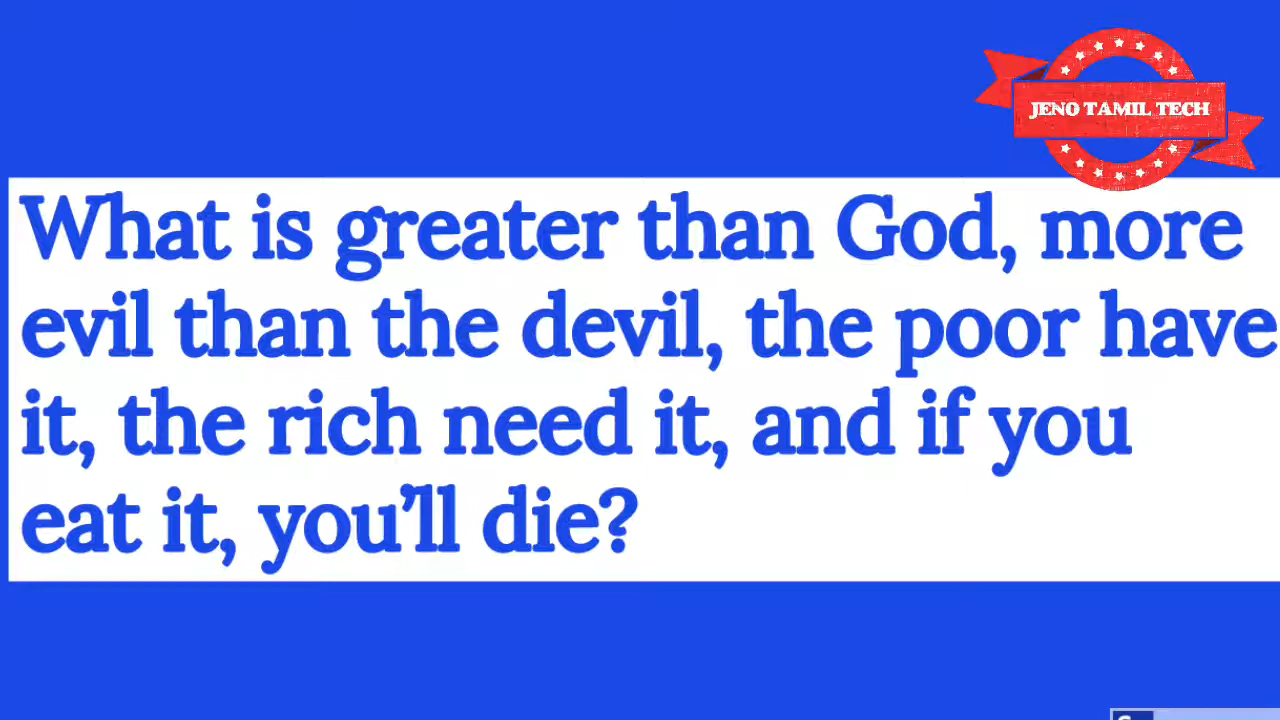 JENO TAMIL TECH
What is greater than God, more
evil than the devil, the poor have
it, the rich need it, and if you
eat it, you’ll die?